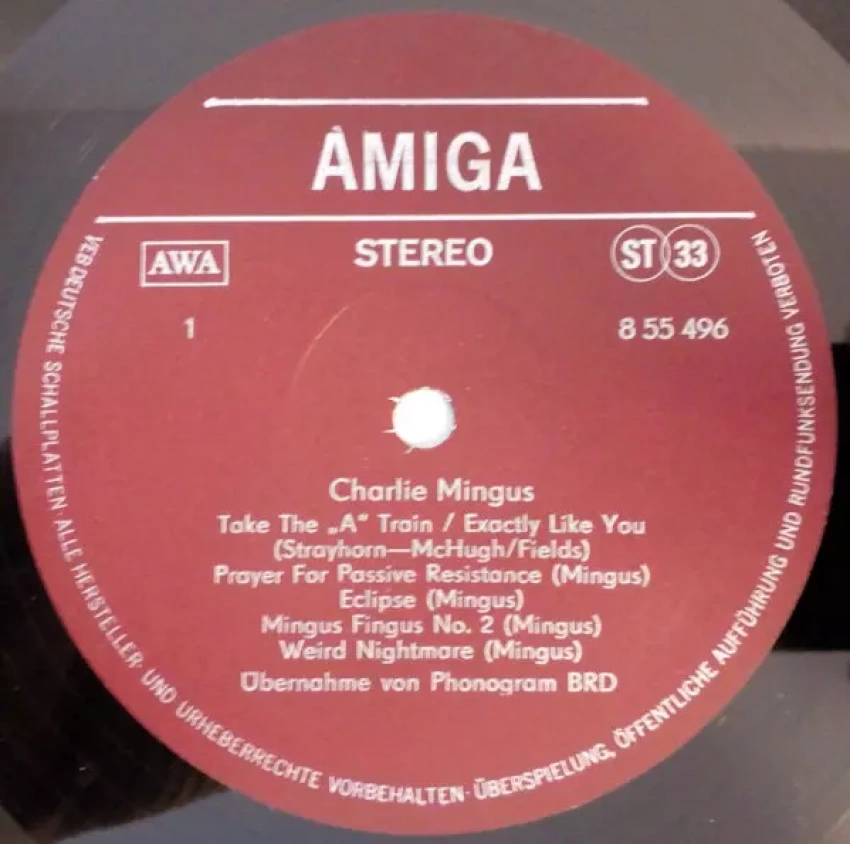 AMIGA
AWA
STEREO
ST 33
1
8 55 496
Charlie Mingus
Take The „A" Train / Exactly Like You
(Strayhorn—McHugh/Fields)
Prayer For Passive Resistance (Mingus)
Eclipse (Mingus)
Mingus Fingus No. 2 (Mingus)
Weird Nightmare (Mingus)
Übernahme von Phonogram BRD
VEB DEUTSCHE SCHALLPLATTEN · ALLE HERSTELLER- UND URHEBERRECHTE VORBEHALTEN · ÜBERSPIELUNG, ÖFFENTLICHE AUFFÜHRUNG UND RUNDFUNKSENDUNG VERBOTEN